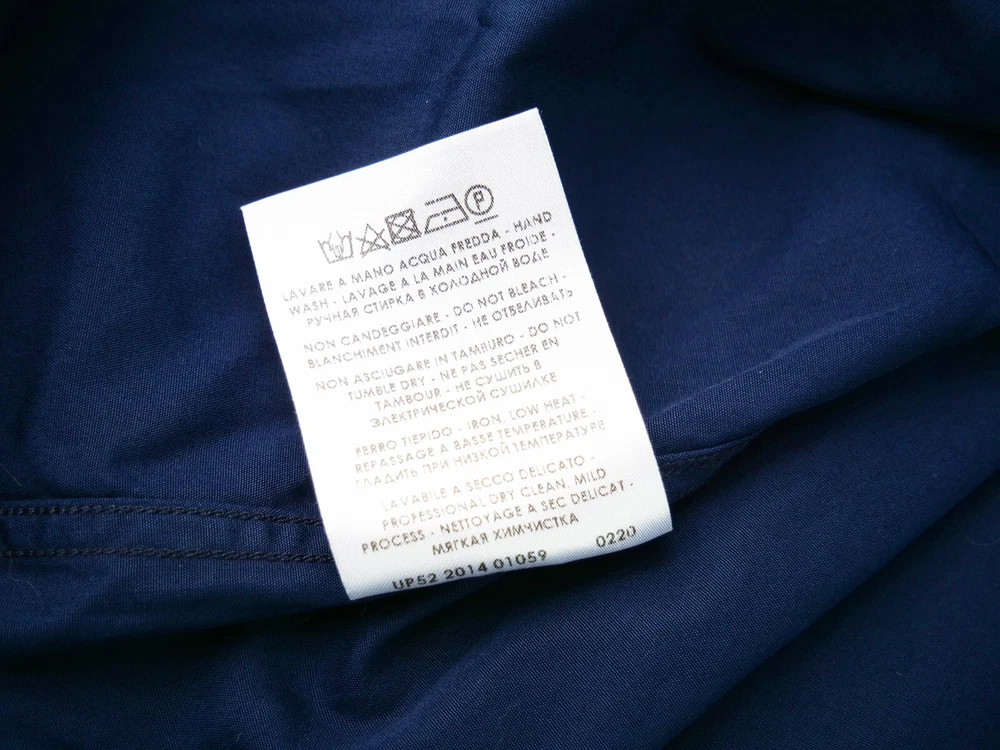 P
LAVARE A MANO ACQUA FREDDA - HAND
WASH - LAVAGE A LA MAIN EAU FROIDE -
РУЧНАЯ СТИРКА В ХОЛОДНОЙ ВОДЕ
NON CANDEGGIARE - DO NOT BLEACH -
BLANCHIMENT INTERDIT - НЕ ОТБЕЛИВАТЬ
NON ASCIUGARE IN TAMBURO - DO NOT
TUMBLE DRY - NE PAS SECHER EN
TAMBOUR - НЕ СУШИТЬ В
ЭЛЕКТРИЧЕСКОЙ СУШИЛКЕ
FERRO TIEPIDO - IRON, LOW HEAT -
REPASSAGE A BASSE TEMPERATURE -
ГЛАДИТЬ ПРИ НИЗКОЙ ТЕМПЕРАТУРЕ
LAVABILE A SECCO DELICATO -
PROFESSIONAL DRY CLEAN, MILD
PROCESS - NETTOYAGE A SEC DELICAT -
МЯГКАЯ ХИМЧИСТКА
0220
UP52 2014 01059